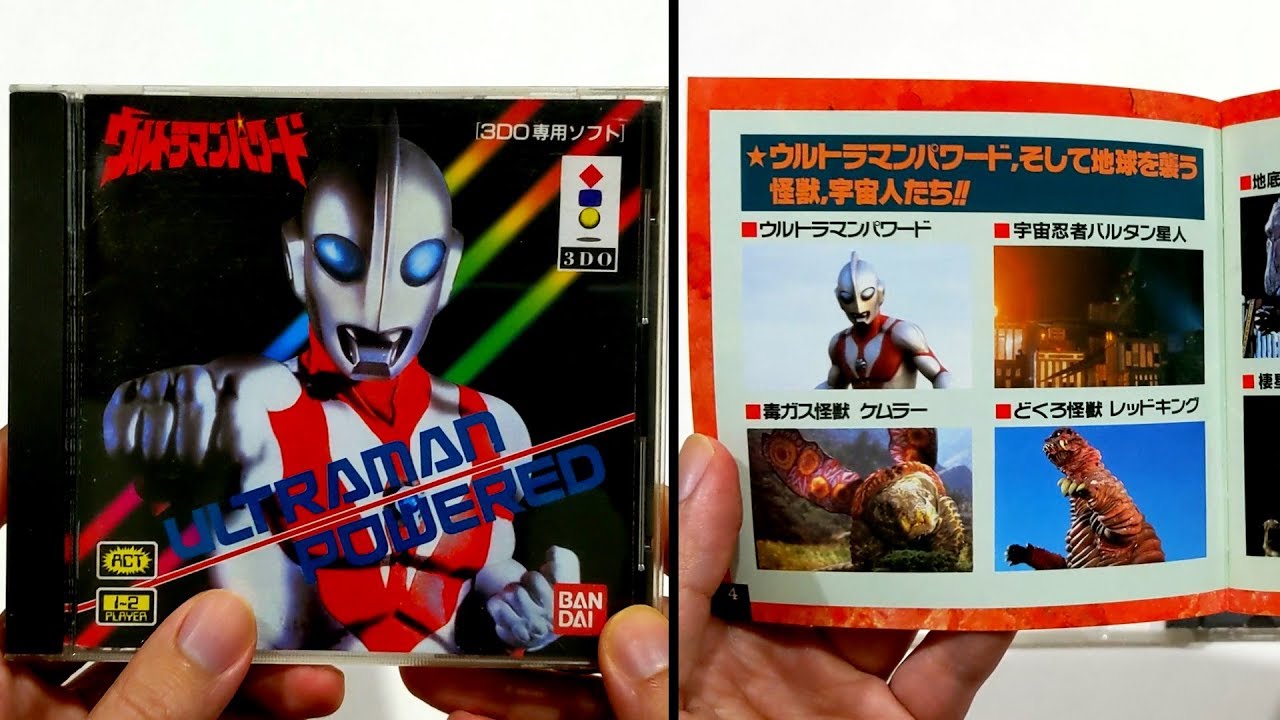 ウルトラマンパワード
[3DO専用ソフト]
3DO
ULTRAMAN
POWERED
ACT
1~2
PLAYER
BAN
DAI
★ウルトラマンパワード,そして地球を襲う
怪獣,宇宙人たち!!
■ウルトラマンパワード
■宇宙忍者バルタン星人
■毒ガス怪獣 ケムラー
■どくろ怪獣 レッドキング
4
■地底
■棲星